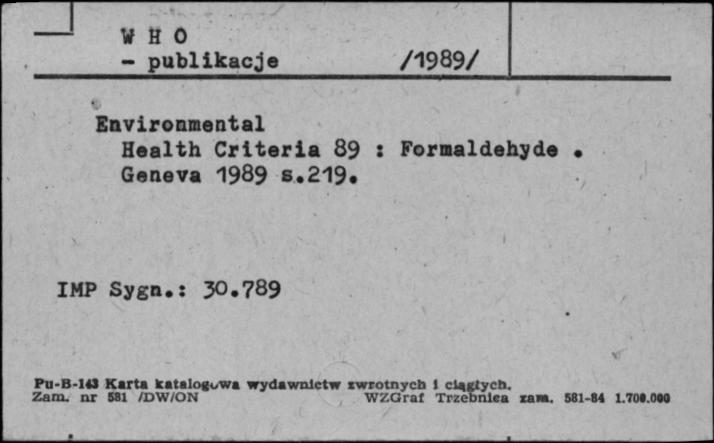 W H O
- publikacje /1989/
Environmental
Health Criteria 89 : Formaldehyde .
Geneva 1989 s.219.
IMP Sygn.: 30.789
Pu-B-143 Karta katalogowa wydawnictw zwrotnych i ciągłych.
Zam. nr 581 /DW/ON WZGraf Trzebnica zam. 581-84 1.700.000